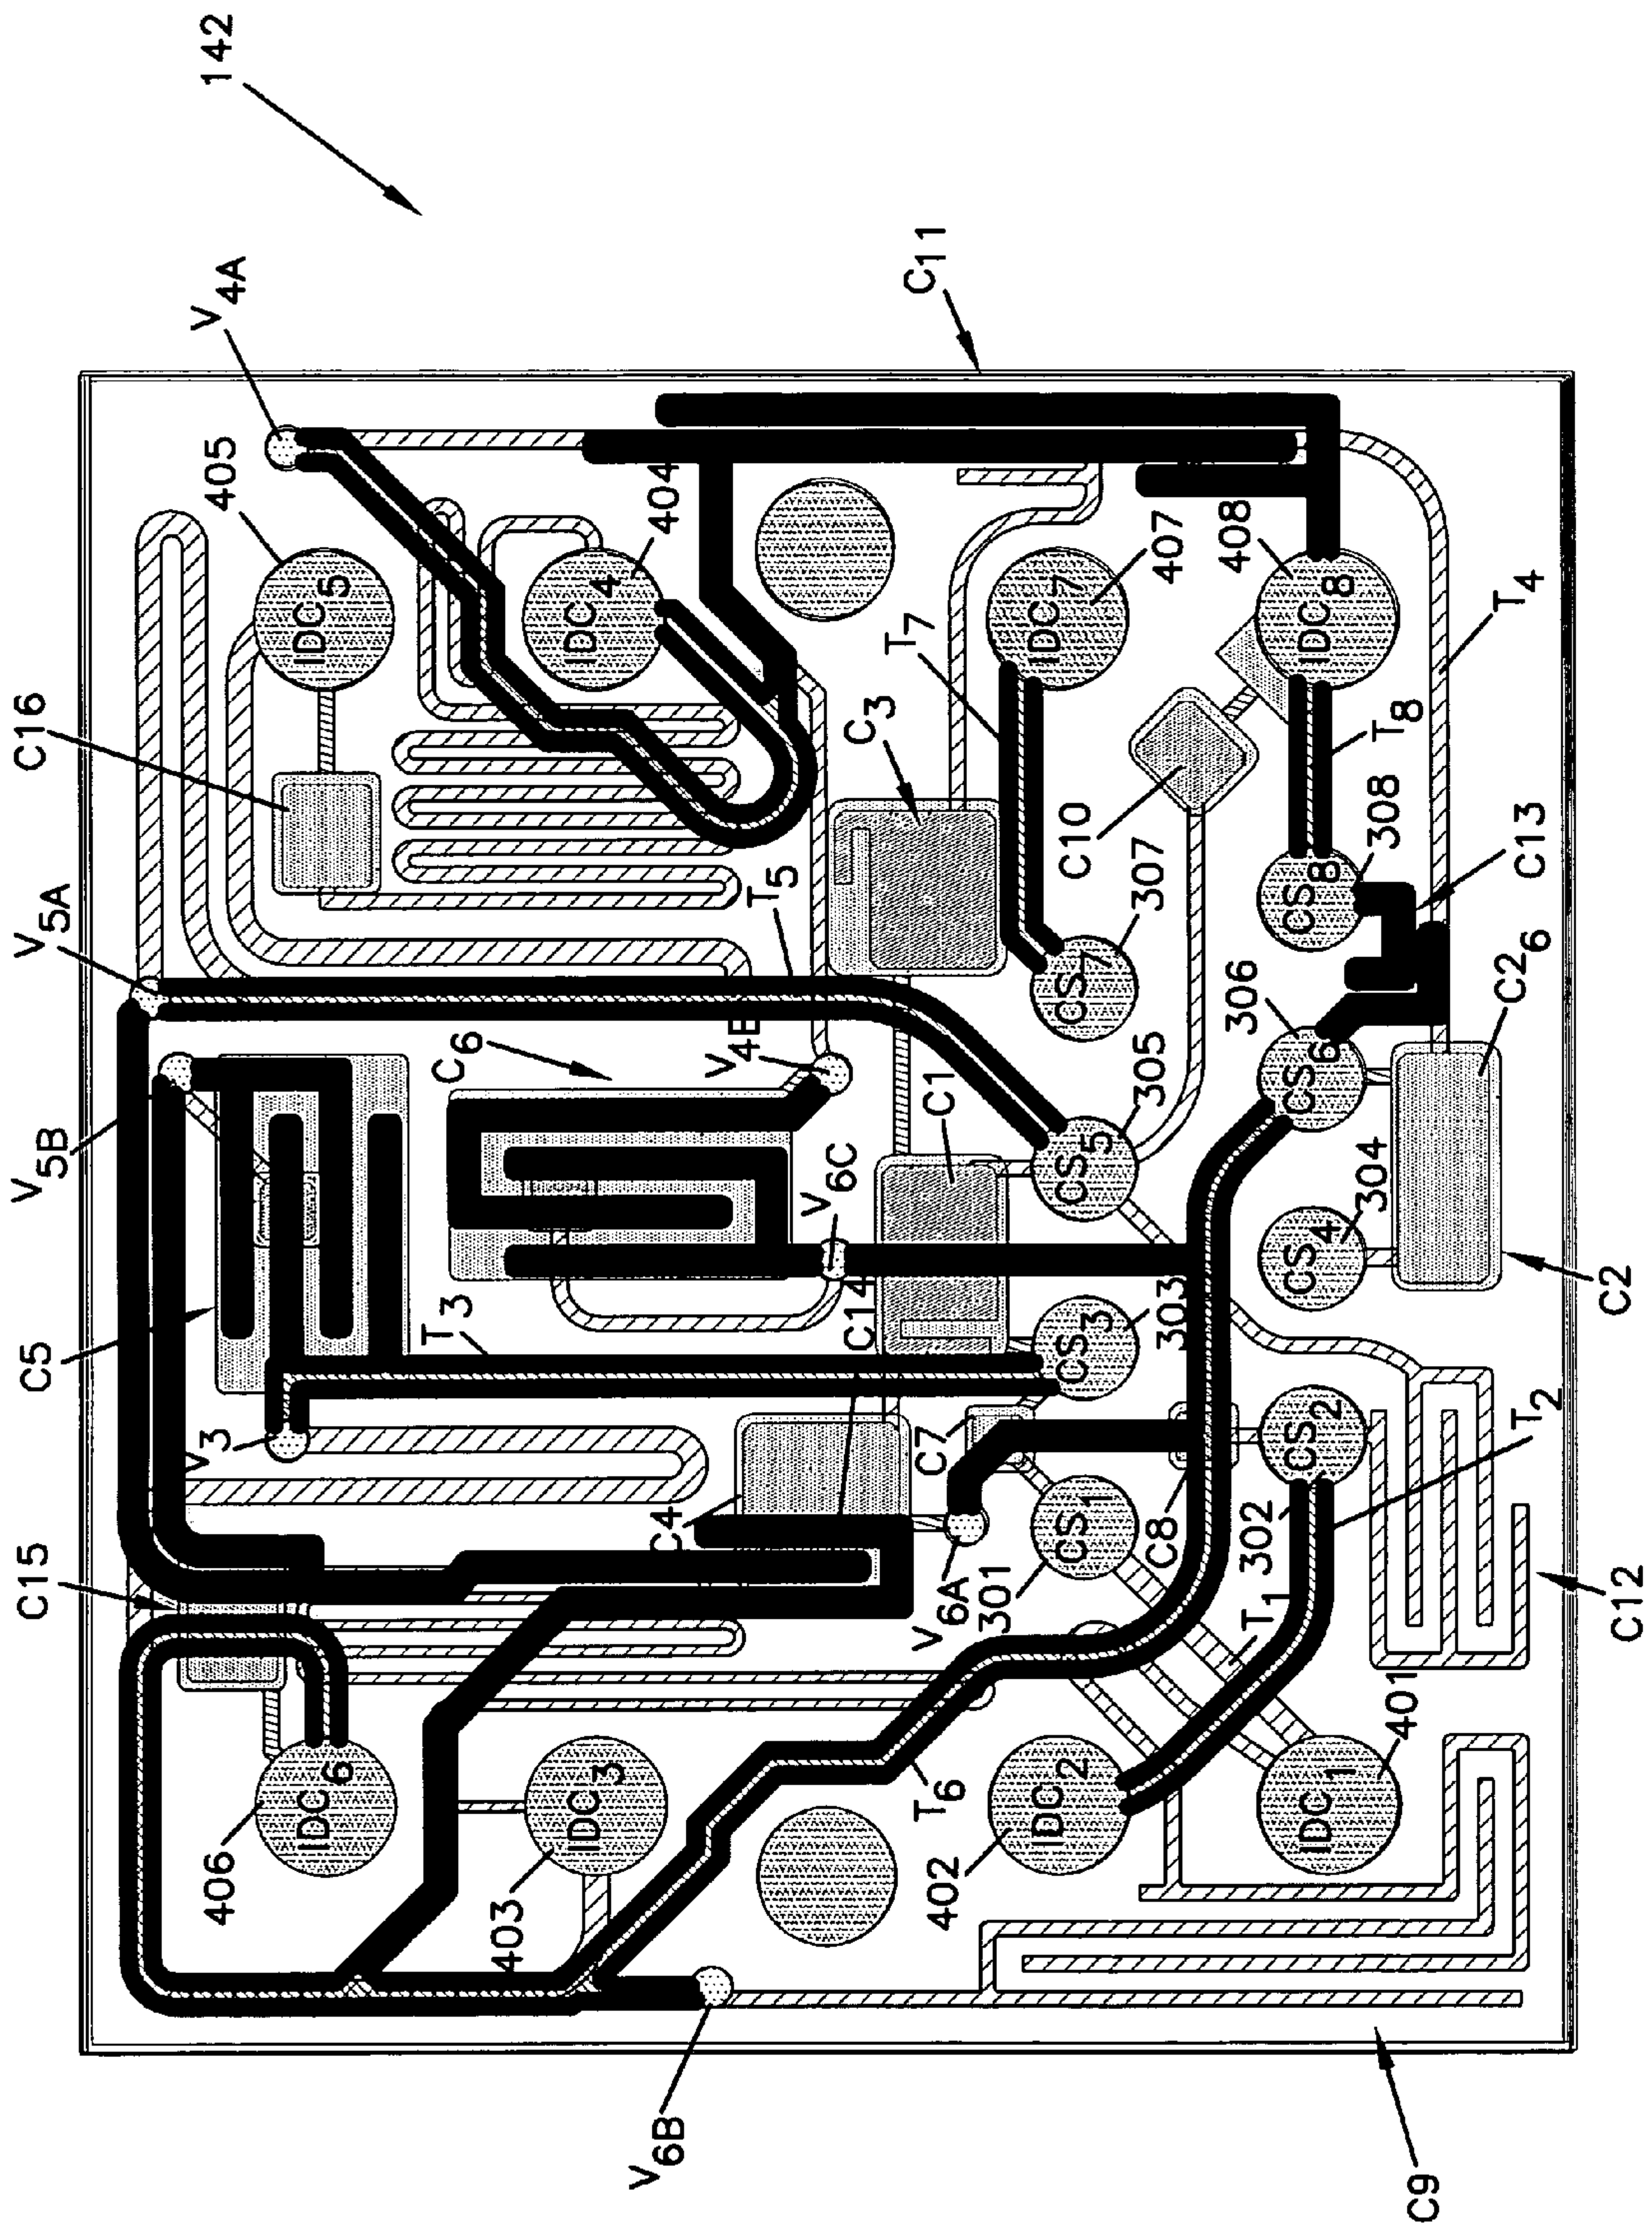 142
V4A
C11
405
404
407
408
IDC5
IDC4
IDC7
IDC8
T7
T8
T4
C16
C3
C10
308
C13
CS8
307
CS7
V5A
T5
C26
306
CS6
C6
V4B
C1
305
CS5
304
CS4
C2
V5B
V6C
C14
303
CS3
C5
T3
V3
C7
CS2
T2
C4
C8
302
CS1
301
V6A
C15
C12
T1
T6
401
IDC6
IDC3
IDC2
IDC1
406
403
402
V6B
C9